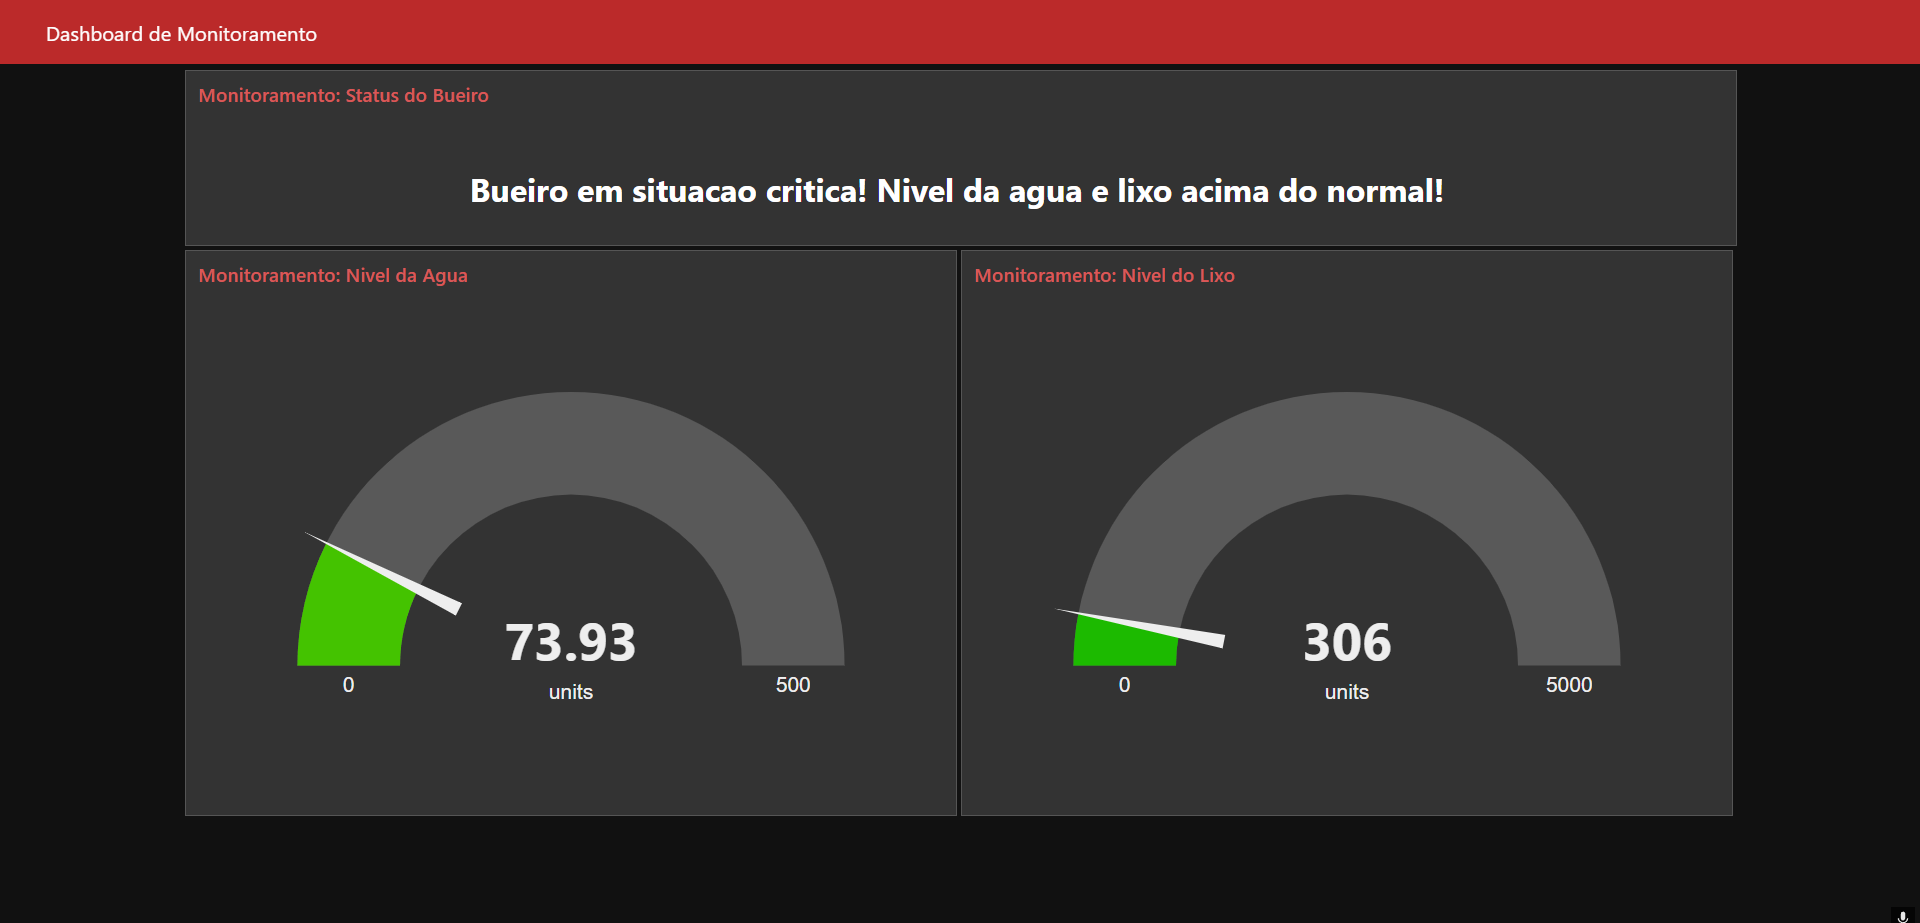 Dashboard de Monitoramento
Monitoramento: Status do Bueiro
Bueiro em situacao critica! Nivel da agua e lixo acima do normal!
Monitoramento: Nivel da Agua
73.93
0
units
500
Monitoramento: Nivel do Lixo
306
0
units
5000